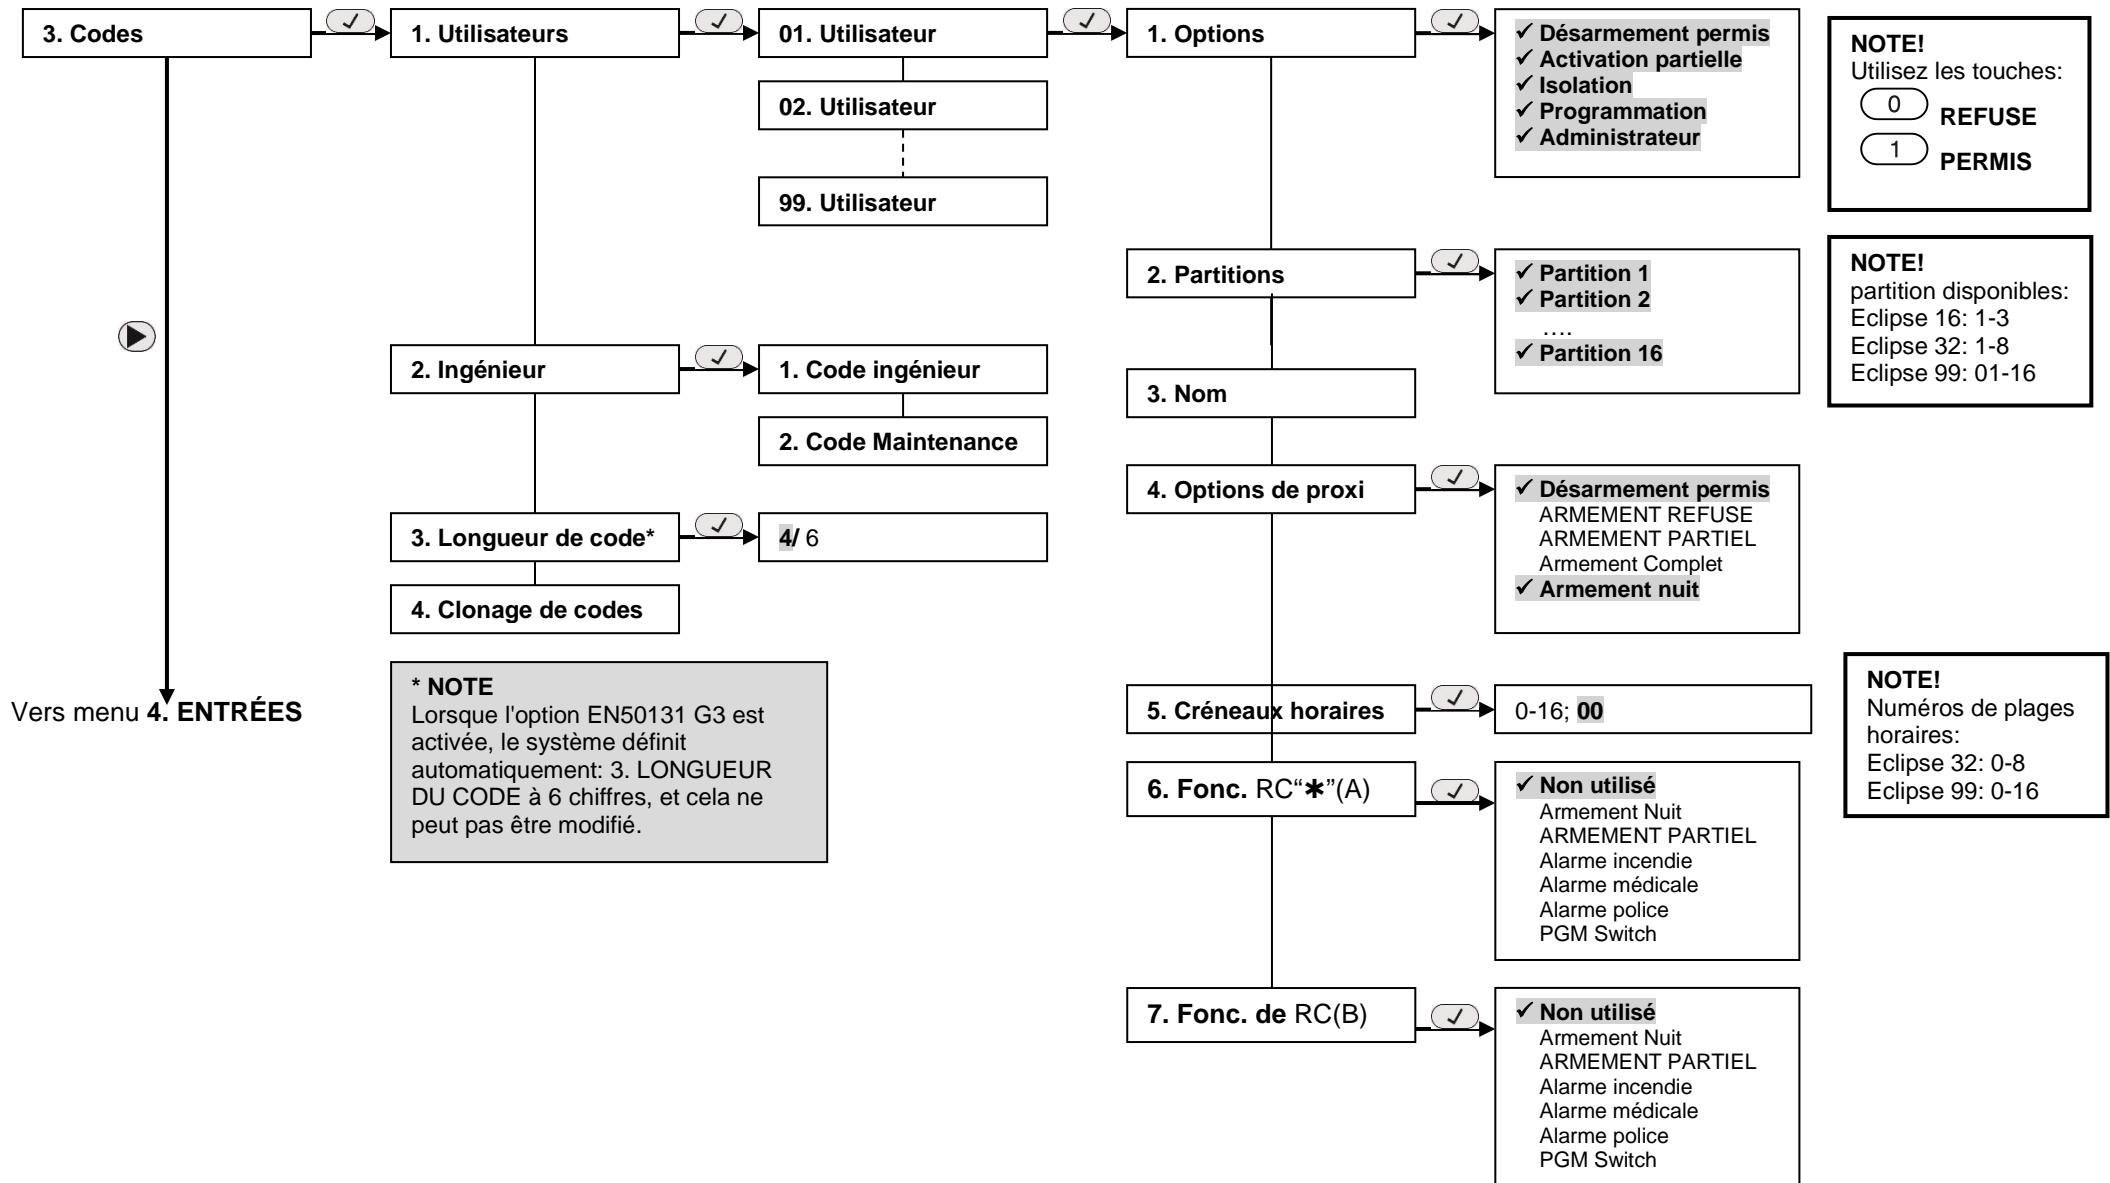 3. Codes
1. Utilisateurs
01. Utilisateur
02. Utilisateur
99. Utilisateur
1. Options
✓ Désarmement permis
✓ Activation partielle
✓ Isolation
✓ Programmation
✓ Administrateur
NOTE!
Utilisez les touches:
0 REFUSE
1 PERMIS
2. Partitions
✓ Partition 1
✓ Partition 2
....
✓ Partition 16
NOTE!
partition disponibles:
Eclipse 16: 1-3
Eclipse 32: 1-8
Eclipse 99: 01-16
2. Ingénieur
1. Code ingénieur
2. Code Maintenance
3. Nom
4. Options de proxi
✓ Désarmement permis
ARMEMENT REFUSE
ARMEMENT PARTIEL
Armement Complet
✓ Armement nuit
3. Longueur de code*
4/ 6
4. Clonage de codes
* NOTE
Lorsque l'option EN50131 G3 est
activée, le système définit
automatiquement: 3. LONGUEUR
DU CODE à 6 chiffres, et cela ne
peut pas être modifié.
Vers menu 4. ENTRÉES
5. Créneaux horaires
0-16; 00
NOTE!
Numéros de plages
horaires:
Eclipse 32: 0-8
Eclipse 99: 0-16
6. Fonc. RC“✱”(A)
✓ Non utilisé
Armement Nuit
ARMEMENT PARTIEL
Alarme incendie
Alarme médicale
Alarme police
PGM Switch
7. Fonc. de RC(B)
✓ Non utilisé
Armement Nuit
ARMEMENT PARTIEL
Alarme incendie
Alarme médicale
Alarme police
PGM Switch